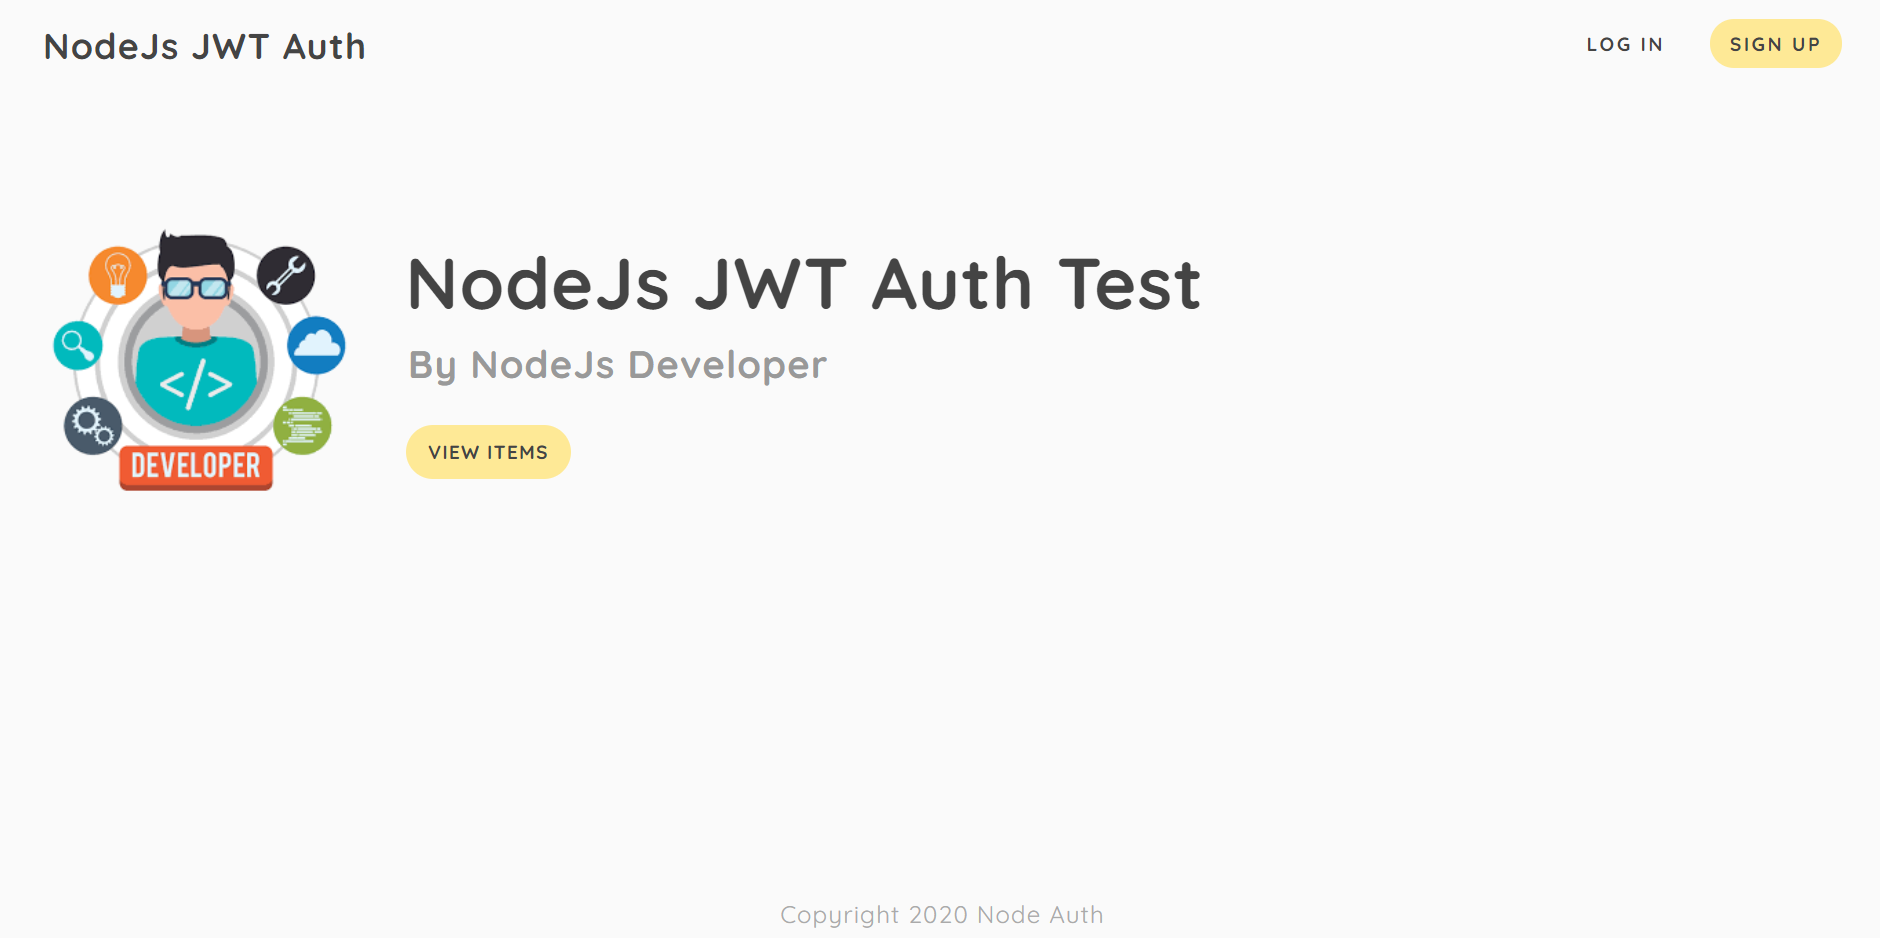 NodeJs JWT Auth
LOG IN
SIGN UP
NodeJs JWT Auth Test
By NodeJs Developer
</>
DEVELOPER
VIEW ITEMS
Copyright 2020 Node Auth